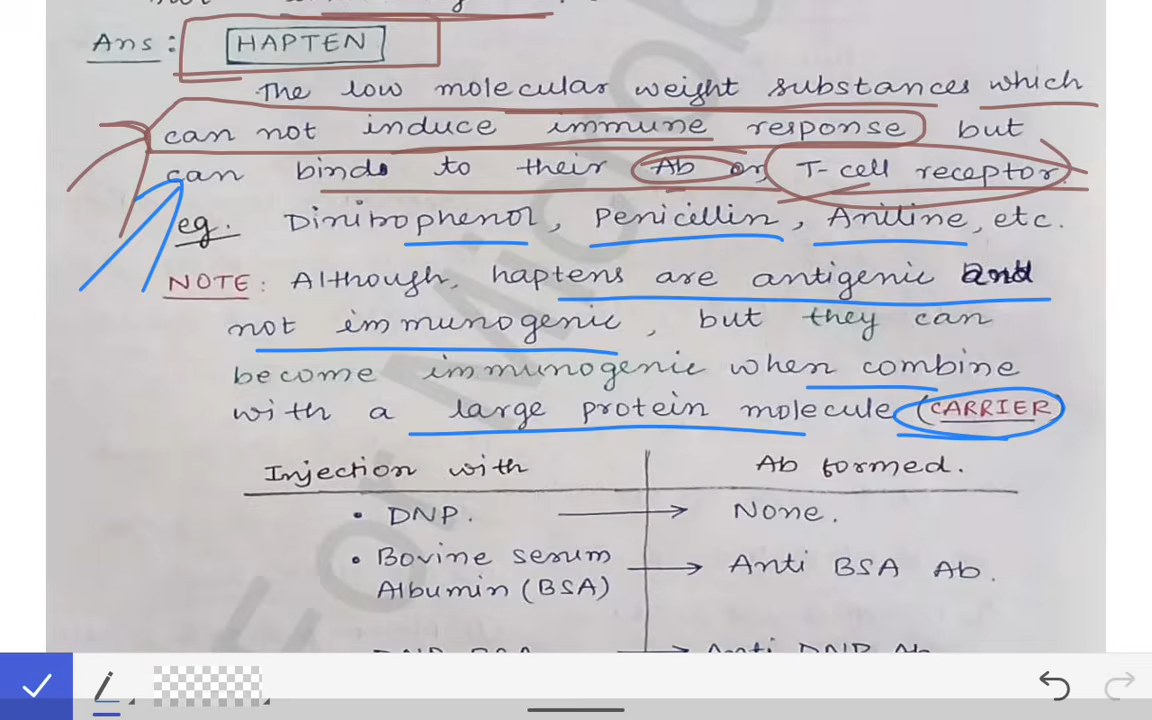 Ans: HAPTEN
The low molecular weight substances which
can not induce immune response but
can binds to their Ab or T-cell receptor.
eg. Dinitrophenol, Penicillin, Aniline, etc.
NOTE: Although, haptens are antigenic and
not immunogenic, but they can
become immunogenic when combine
with a large protein molecule (CARRIER)
Injection with Ab formed.
• DNP. → None.
• Bovine serum → Anti BSA Ab.
Albumin (BSA)